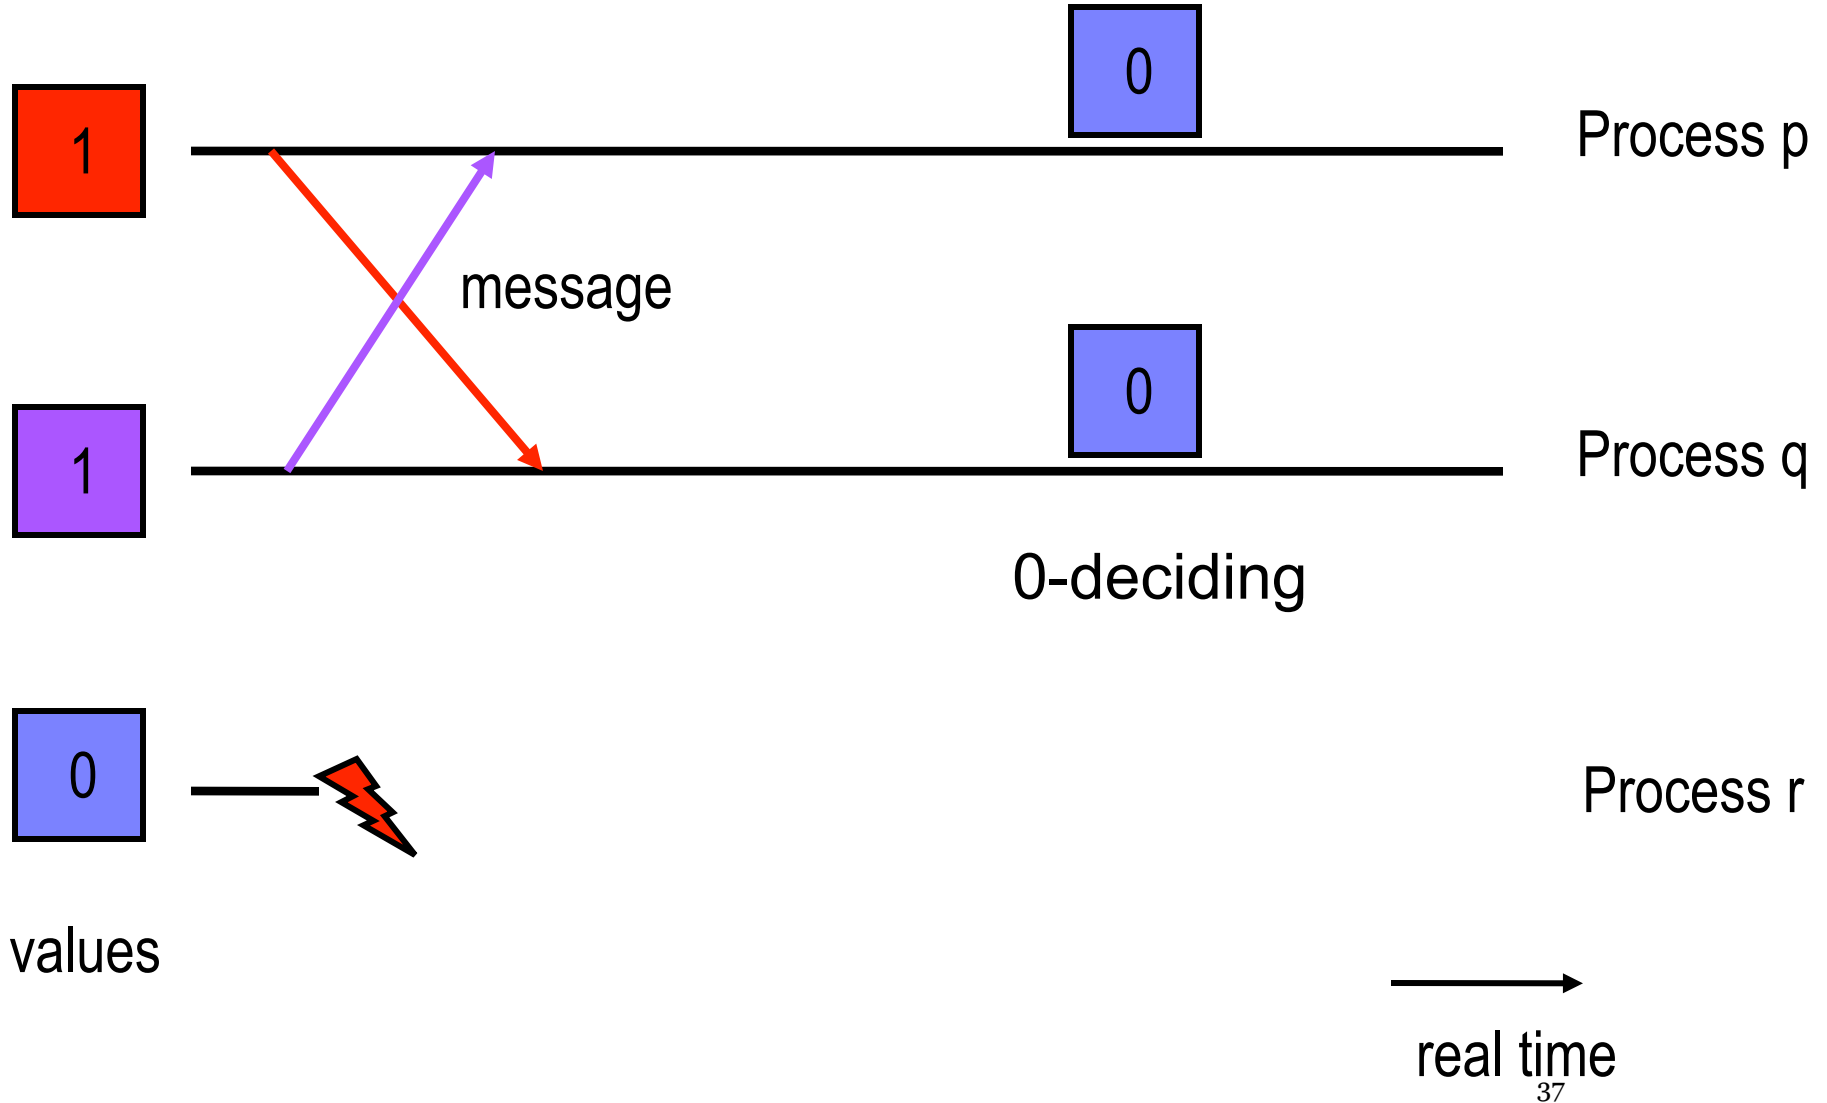 0
1
Process p
message
0
1
Process q
0-deciding
0
Process r
values
real time
37